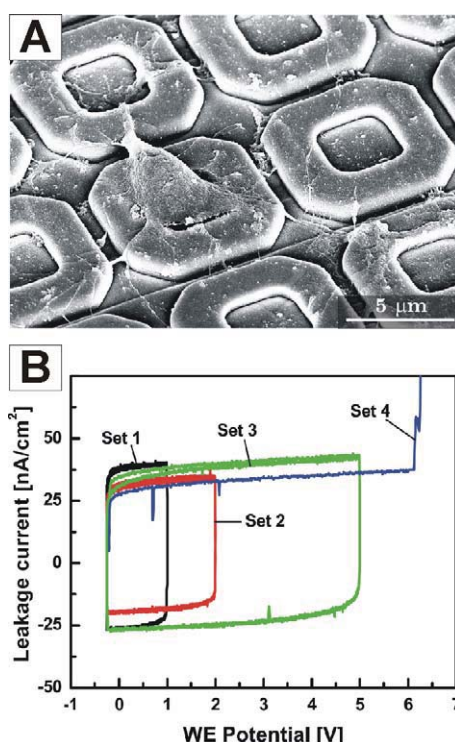 A
5 μm
B
Leakage current [nA/cm²]
50
25
0
-25
-50
Set 1
Set 3
Set 4
Set 2
-1 0 1 2 3 4 5 6 7
WE Potential [V]